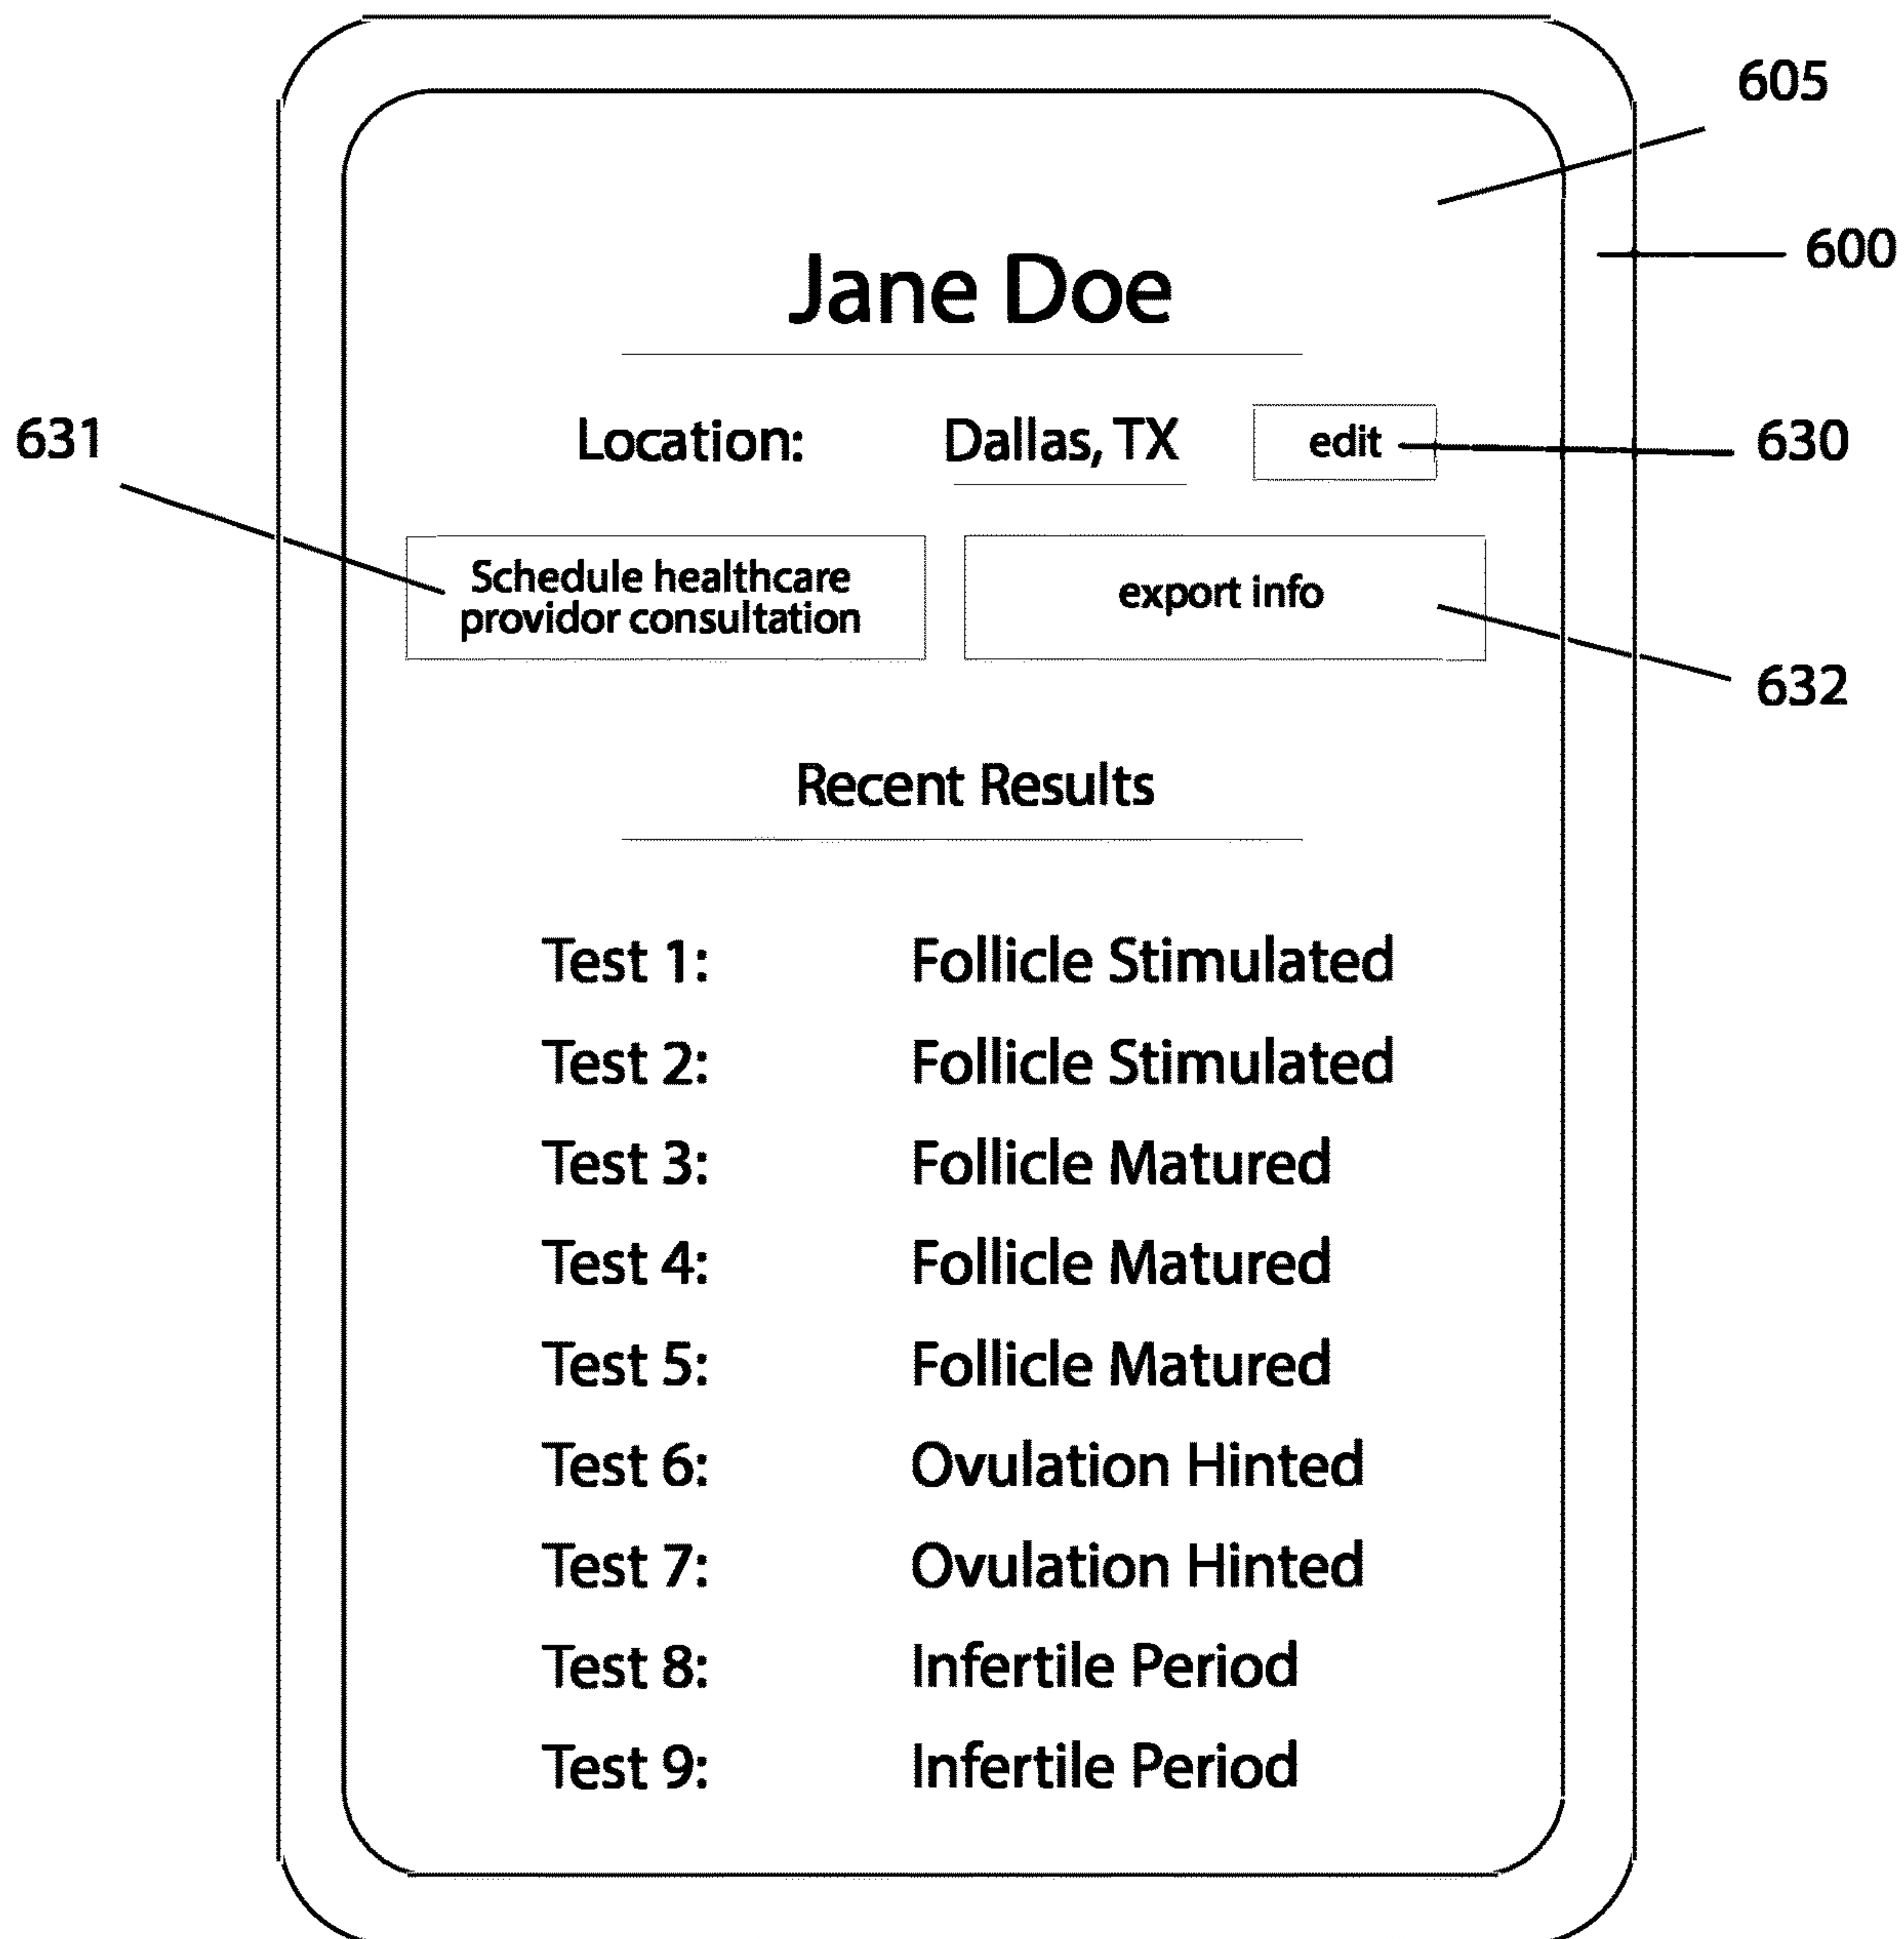 605
600
Jane Doe
631
Location: Dallas, TX edit
630
Schedule healthcare
providor consultation
export info
632
Recent Results
Test 1: Follicle Stimulated
Test 2: Follicle Stimulated
Test 3: Follicle Matured
Test 4: Follicle Matured
Test 5: Follicle Matured
Test 6: Ovulation Hinted
Test 7: Ovulation Hinted
Test 8: Infertile Period
Test 9: Infertile Period